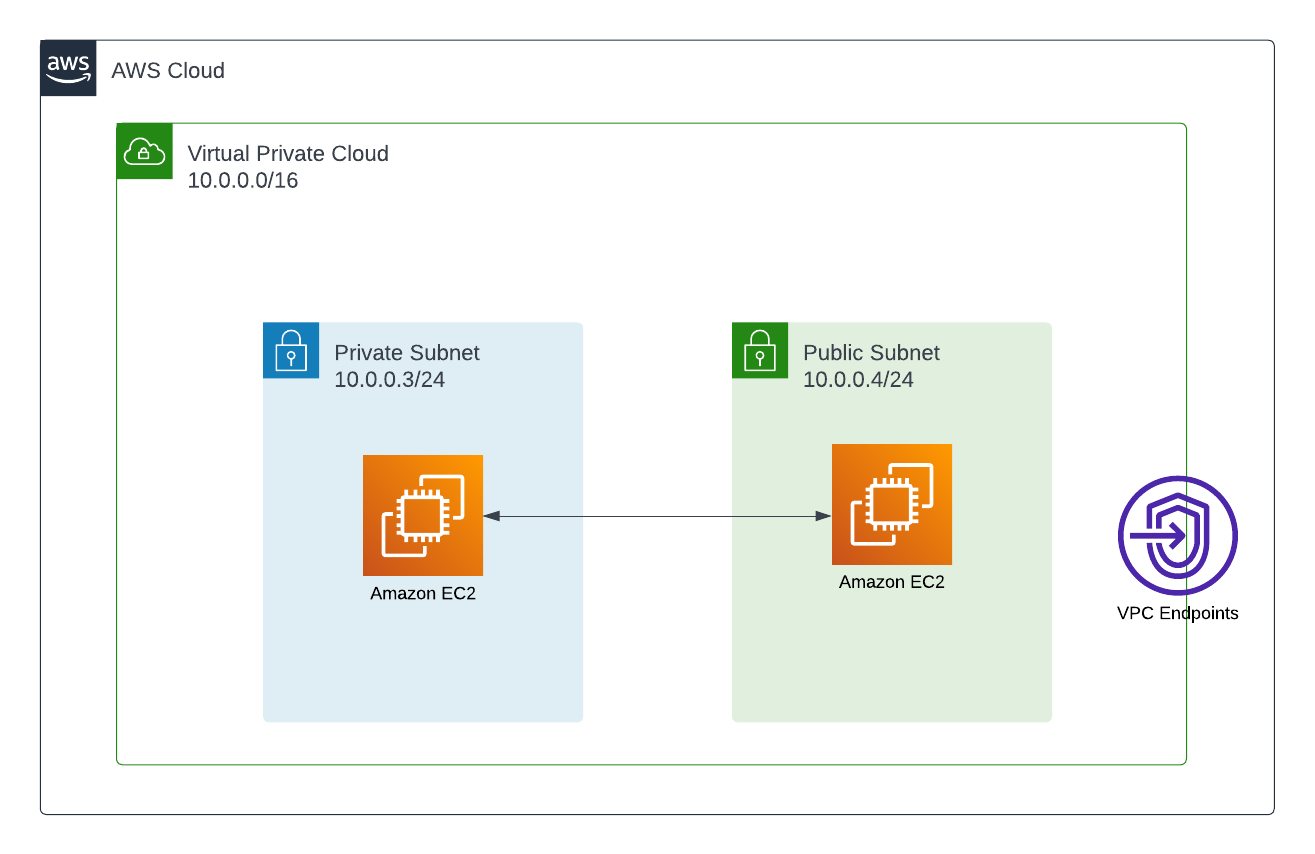 aws
AWS Cloud
Virtual Private Cloud
10.0.0.0/16
Private Subnet
10.0.0.3/24
Public Subnet
10.0.0.4/24
Amazon EC2
Amazon EC2
VPC Endpoints